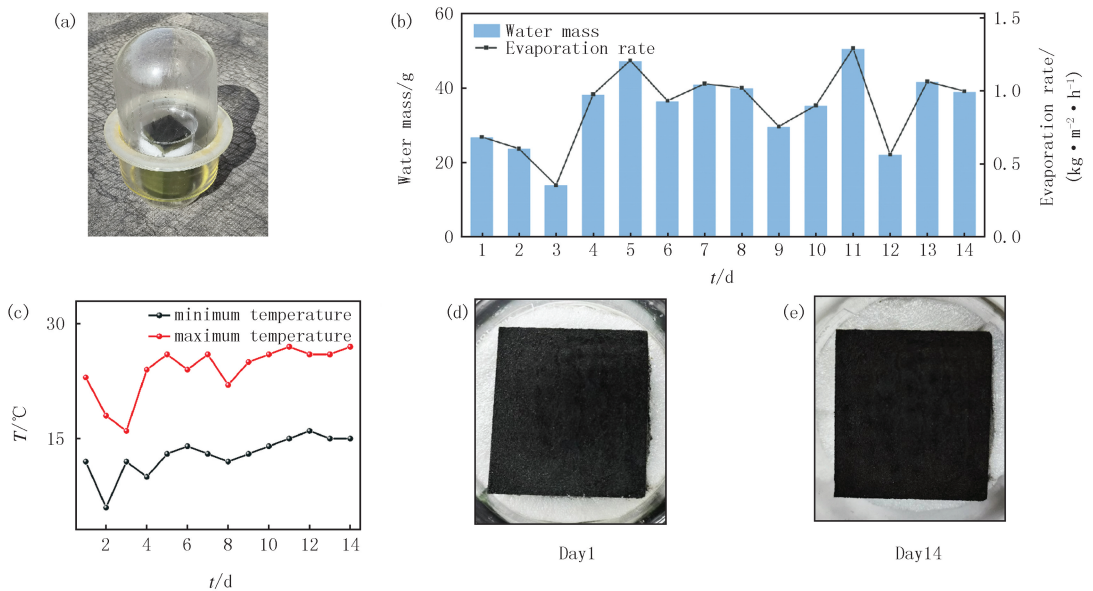 (a)
(b)
60
40
20
0
Water mass/g
Water mass
Evaporation rate
1.5
1.0
0.5
0.0
Evaporation rate/
(kg·m⁻²·h⁻¹)
1 2 3 4 5 6 7 8 9 10 11 12 13 14
t/d
(c)
30
15
T/℃
minimum temperature
maximum temperature
2 4 6 8 10 12 14
t/d
(d)
Day1
(e)
Day14